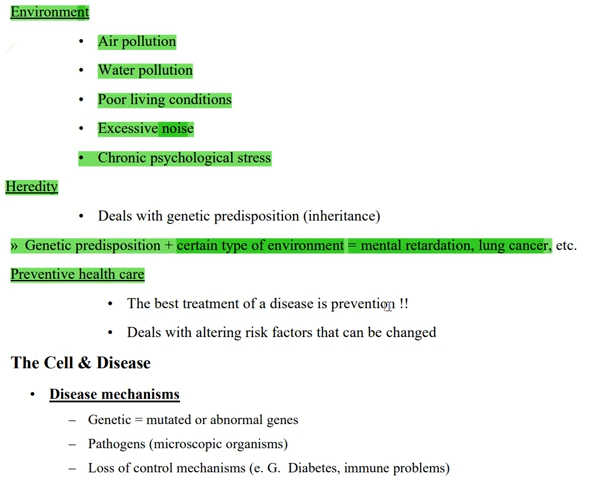 Environment
• Air pollution
• Water pollution
• Poor living conditions
• Excessive noise
• Chronic psychological stress
Heredity
• Deals with genetic predisposition (inheritance)
» Genetic predisposition + certain type of environment = mental retardation, lung cancer, etc.
Preventive health care
• The best treatment of a disease is prevention !!
• Deals with altering risk factors that can be changed
The Cell & Disease
• Disease mechanisms
– Genetic = mutated or abnormal genes
– Pathogens (microscopic organisms)
– Loss of control mechanisms (e. G. Diabetes, immune problems)